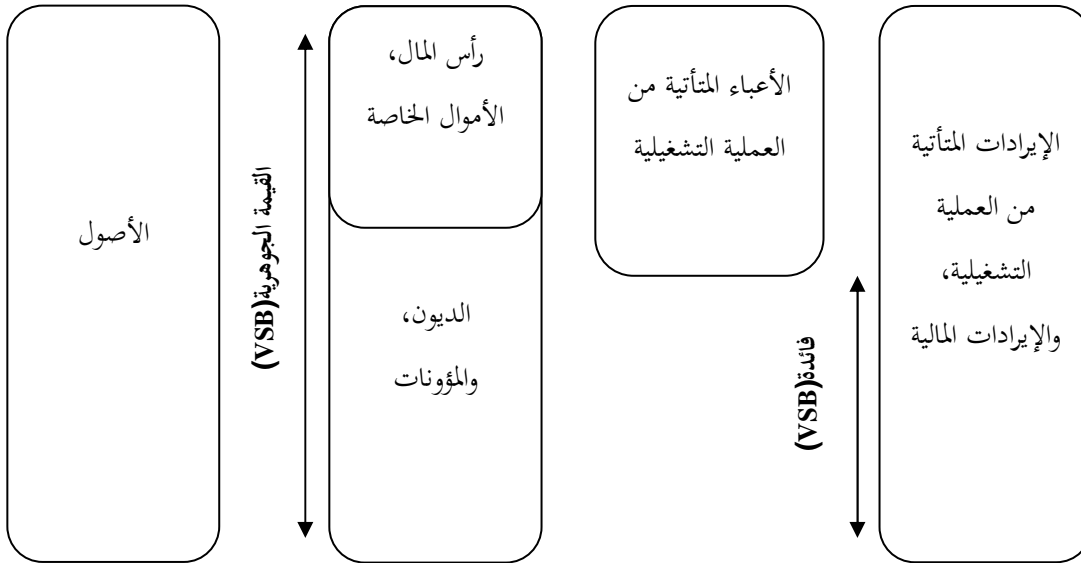 الإيرادات المتأتية
من العملية
التشغيلية،
والإيرادات المالية
فائدة(VSB)
الأعباء المتأتية من
العملية التشغيلية
رأس المال،
الأموال الخاصة
الديون،
والمؤونات
القيمة الجوهرية(VSB)
الأصول